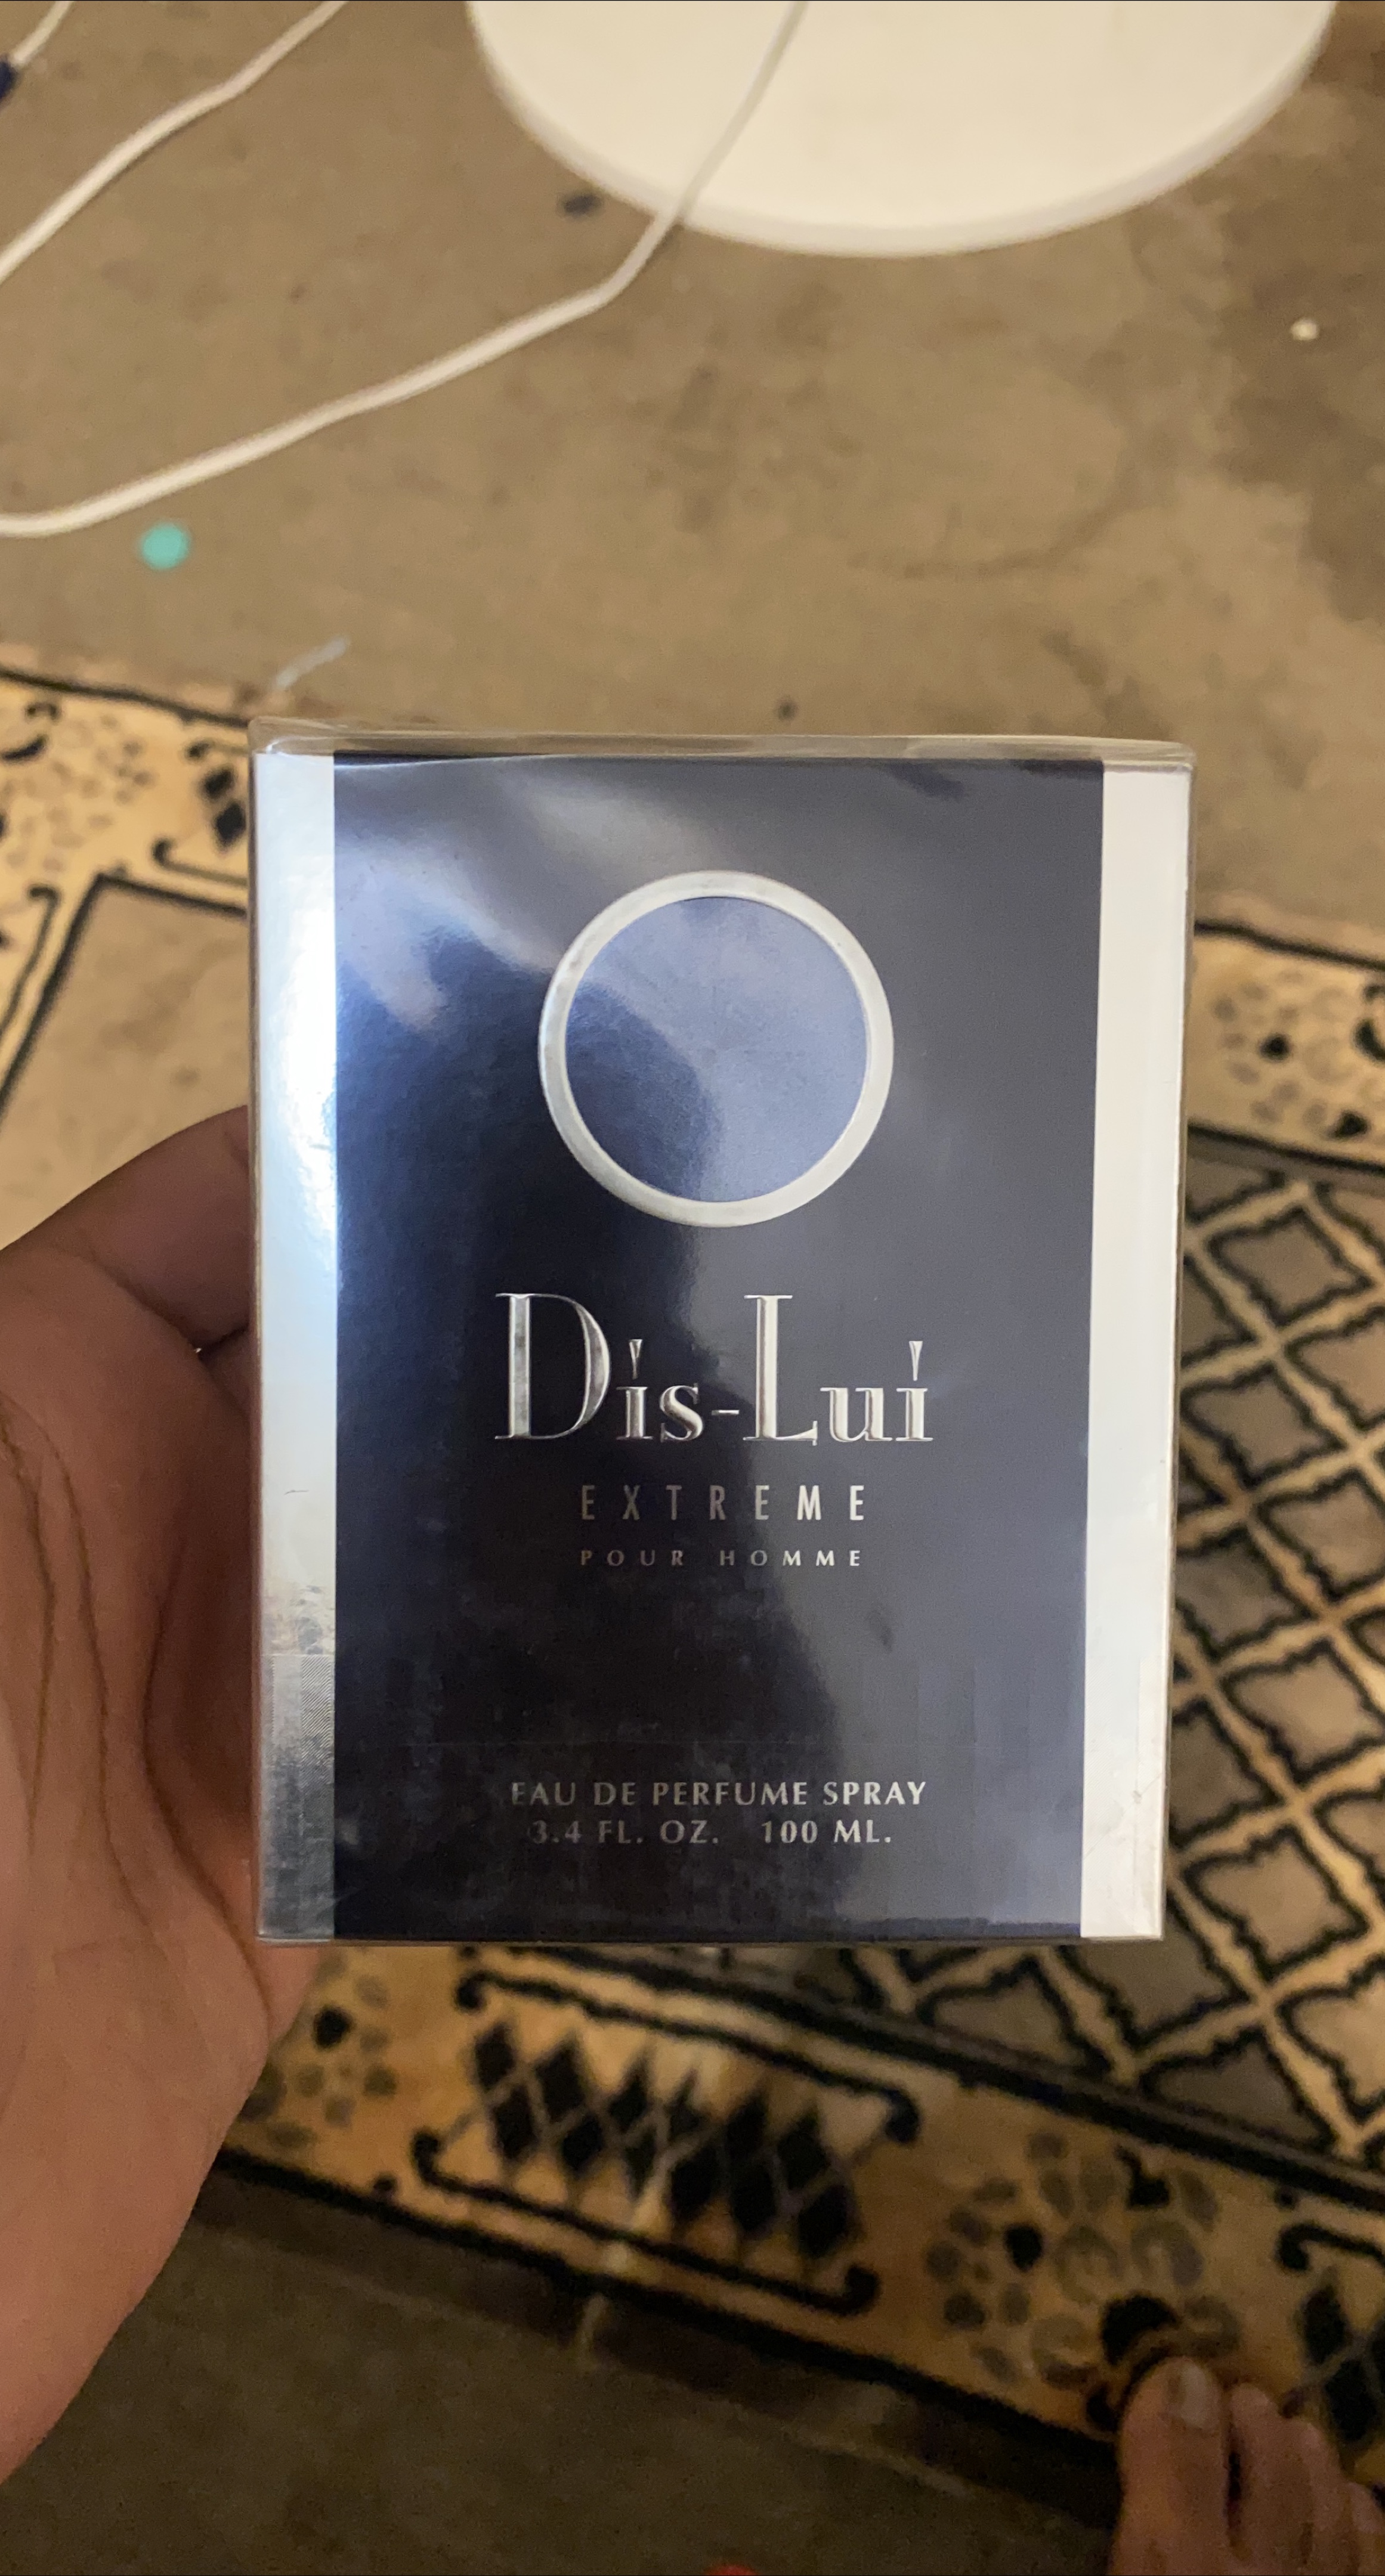 Dis-Lui
EXTREME
POUR HOMME
EAU DE PERFUME SPRAY
3.4 FL. OZ. 100 ML.